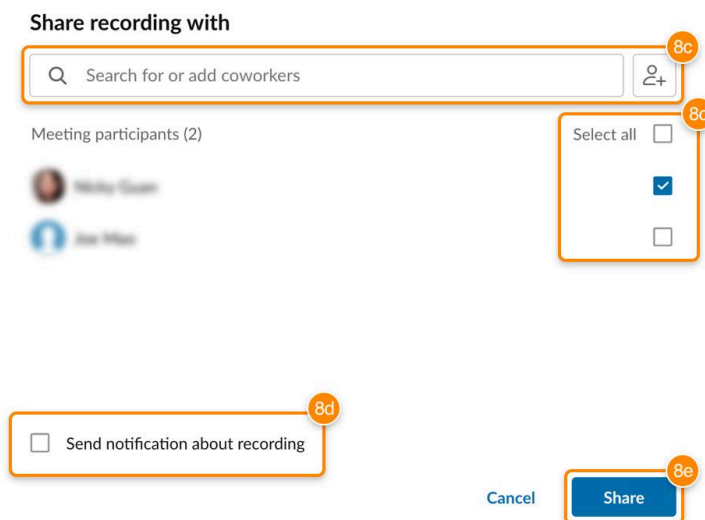 Share recording with
8c
Search for or add coworkers
Meeting participants (2)
Select all
8d
Send notification about recording
8e
Cancel
Share